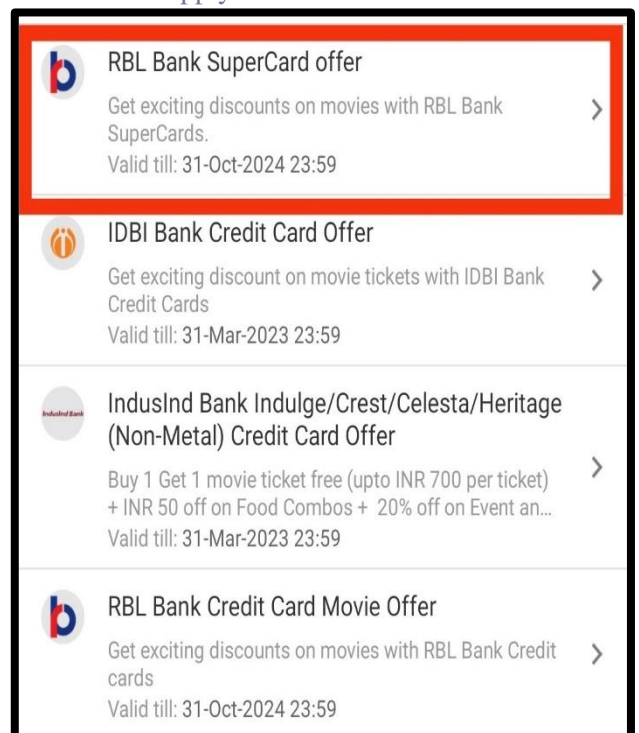 RBL Bank SuperCard offer
Get exciting discounts on movies with RBL Bank
SuperCards.
Valid till: 31-Oct-2024 23:59
IDBI Bank Credit Card Offer
Get exciting discount on movie tickets with IDBI Bank
Credit Cards
Valid till: 31-Mar-2023 23:59
IndusInd Bank
IndusInd Bank Indulge/Crest/Celesta/Heritage
(Non-Metal) Credit Card Offer
Buy 1 Get 1 movie ticket free (upto INR 700 per ticket)
+ INR 50 off on Food Combos + 20% off on Event an...
Valid till: 31-Mar-2023 23:59
RBL Bank Credit Card Movie Offer
Get exciting discounts on movies with RBL Bank Credit
cards
Valid till: 31-Oct-2024 23:59